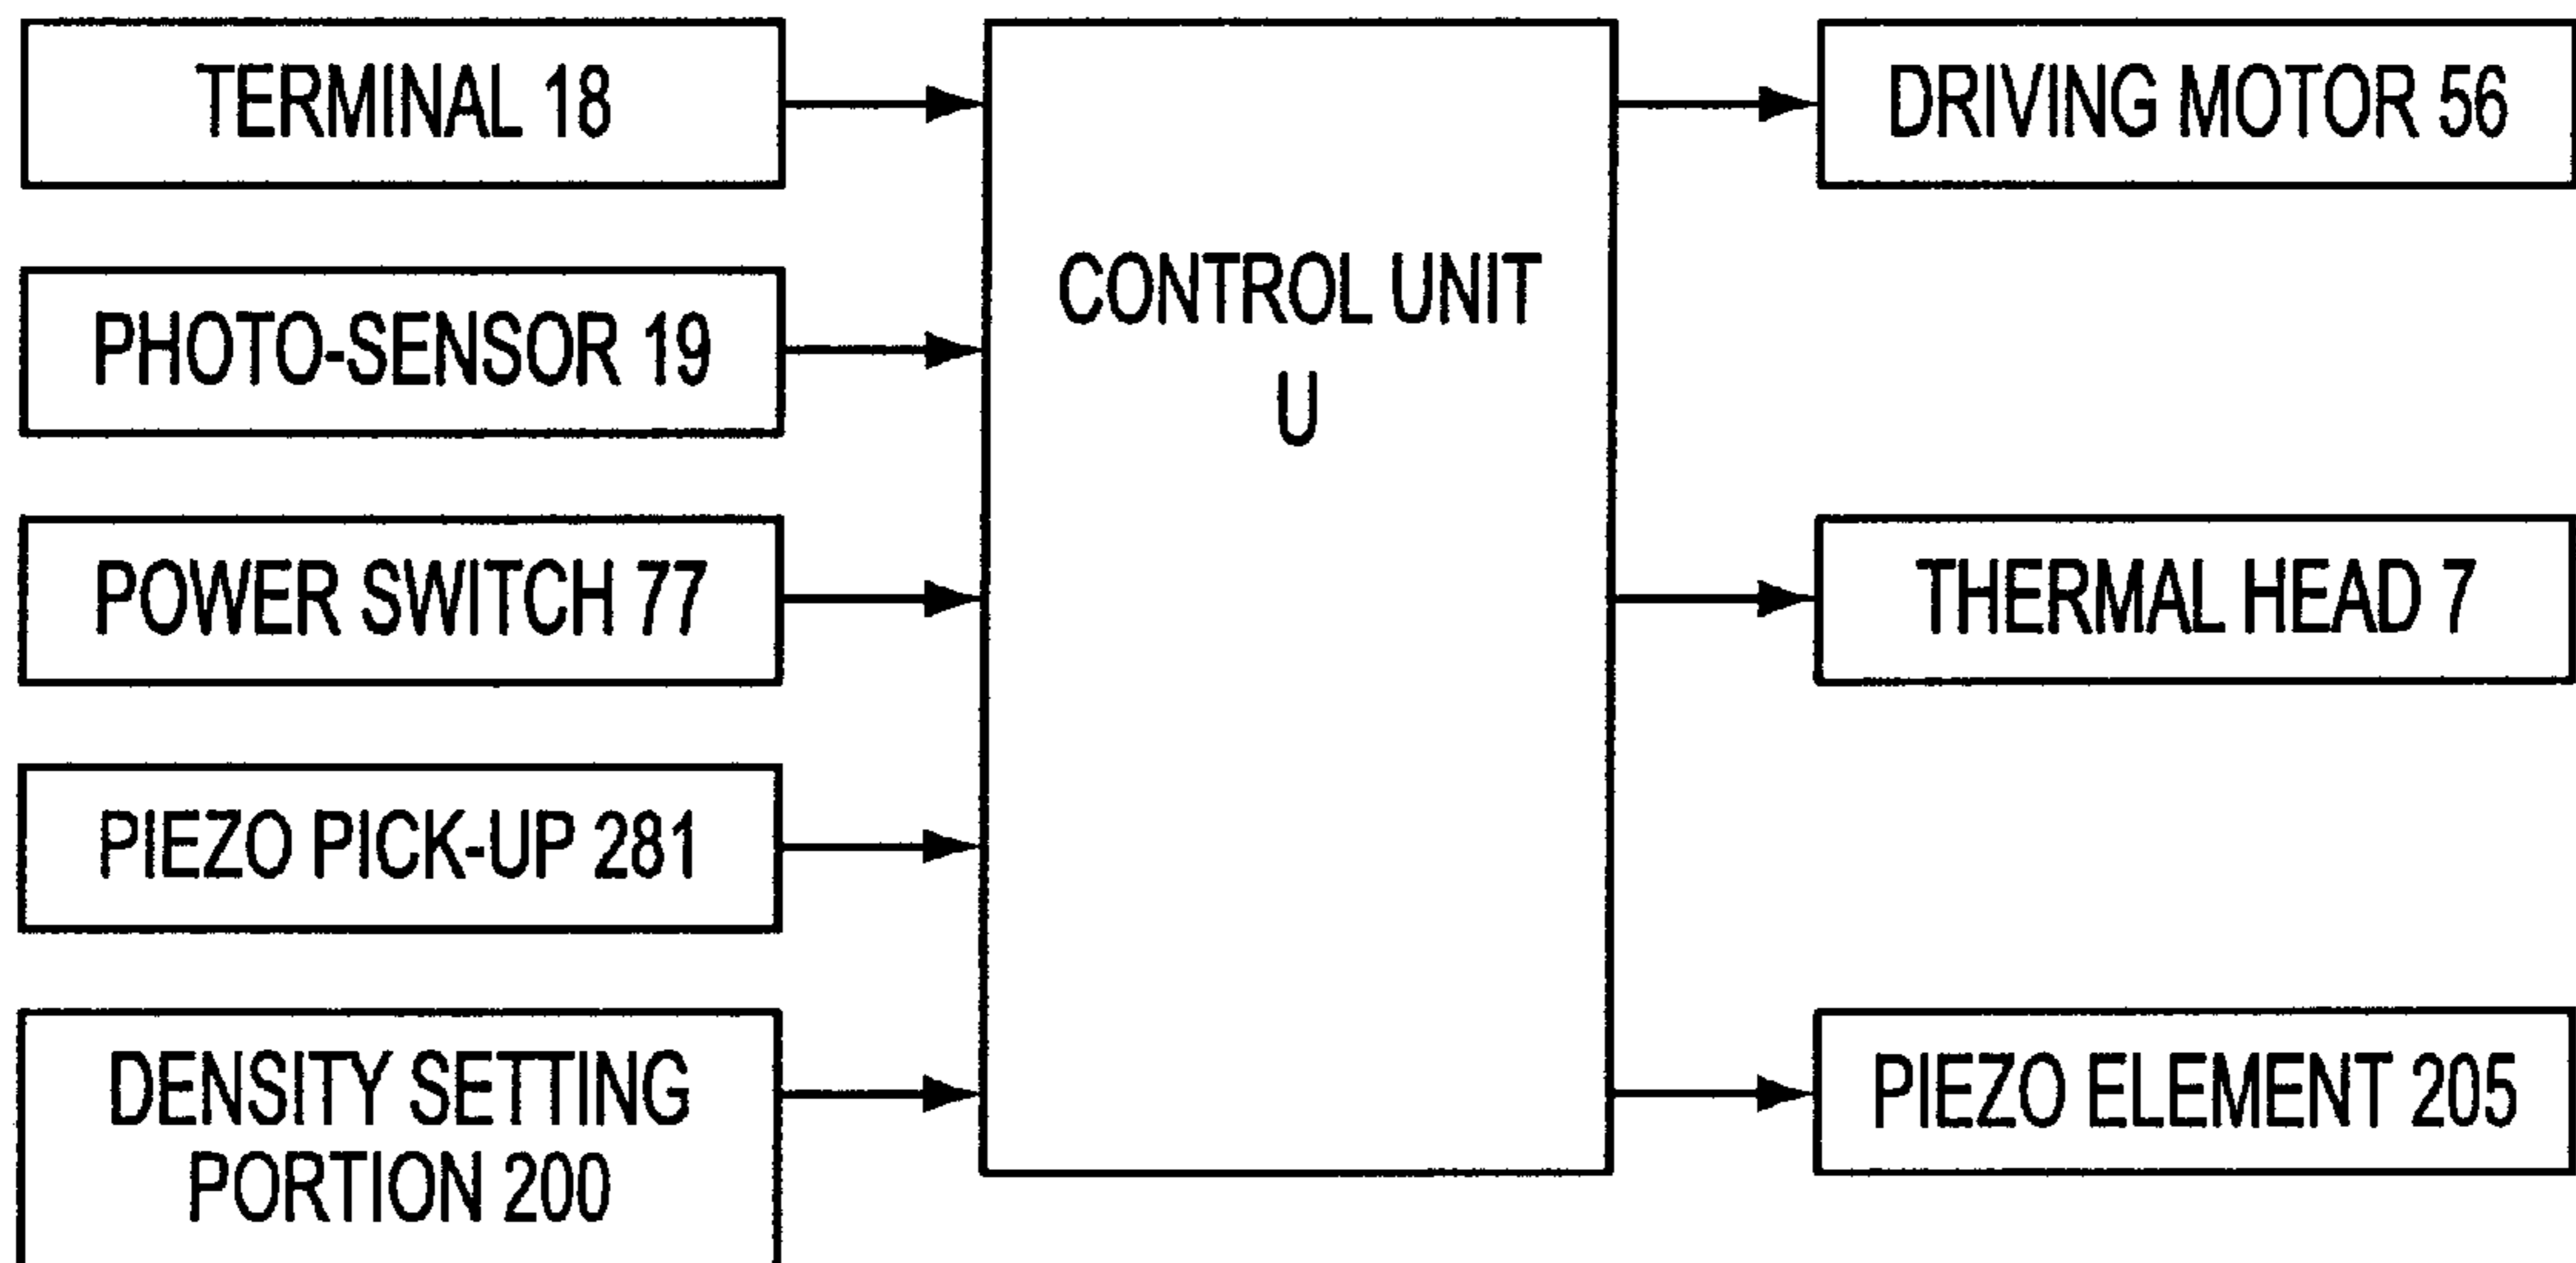 TERMINAL 18
PHOTO-SENSOR 19
POWER SWITCH 77
PIEZO PICK-UP 281
DENSITY SETTING
PORTION 200
CONTROL UNIT
U
DRIVING MOTOR 56
THERMAL HEAD 7
PIEZO ELEMENT 205